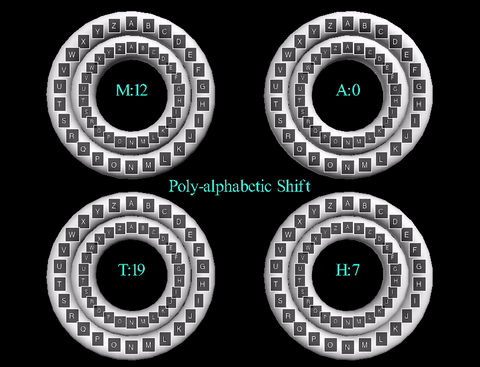 M:12
A:0
Poly-alphabetic Shift
T:19
H:7
A B C D E F G H I J K L M N O P Q R S T U V W X Y Z
A B C D E F G H I J K L M N O P Q R S T U V W X Y Z
A B C D E F G H I J K L M N O P Q R S T U V W X Y Z
A B C D E F G H I J K L M N O P Q R S T U V W X Y Z